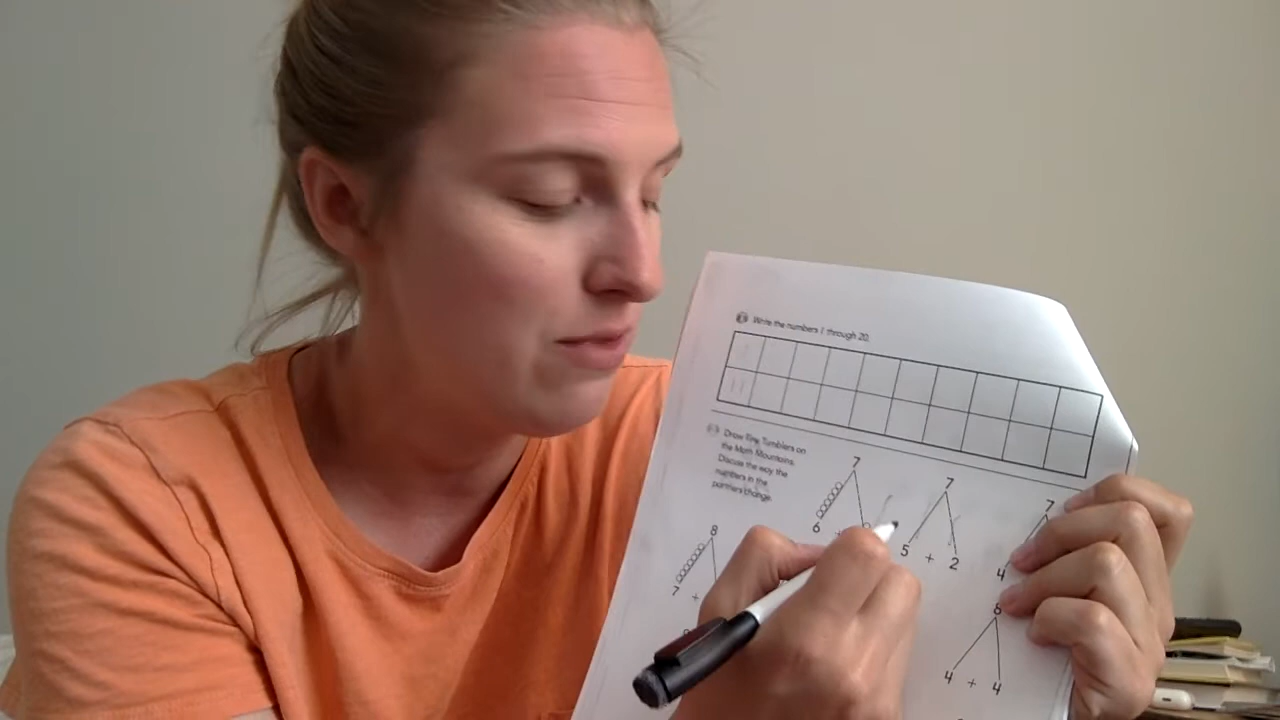 Write the numbers 1 through 20.
11
Draw Tiny Tumblers on
the Math Mountains.
Discuss the way the
numbers in the
partners change.
7 7 7
6 + 5 + 2 4
8 8
7 + 4 + 4